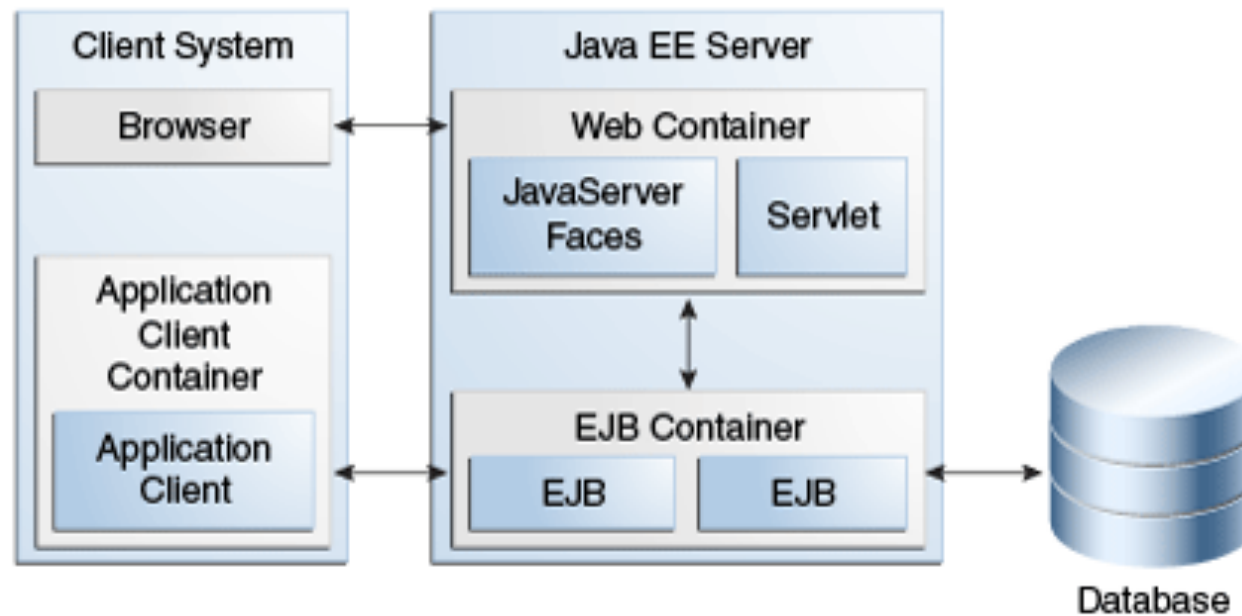 Client System
Browser
Application
Client
Container
Application
Client
Java EE Server
Web Container
JavaServer
Faces
Servlet
EJB Container
EJB
EJB
Database